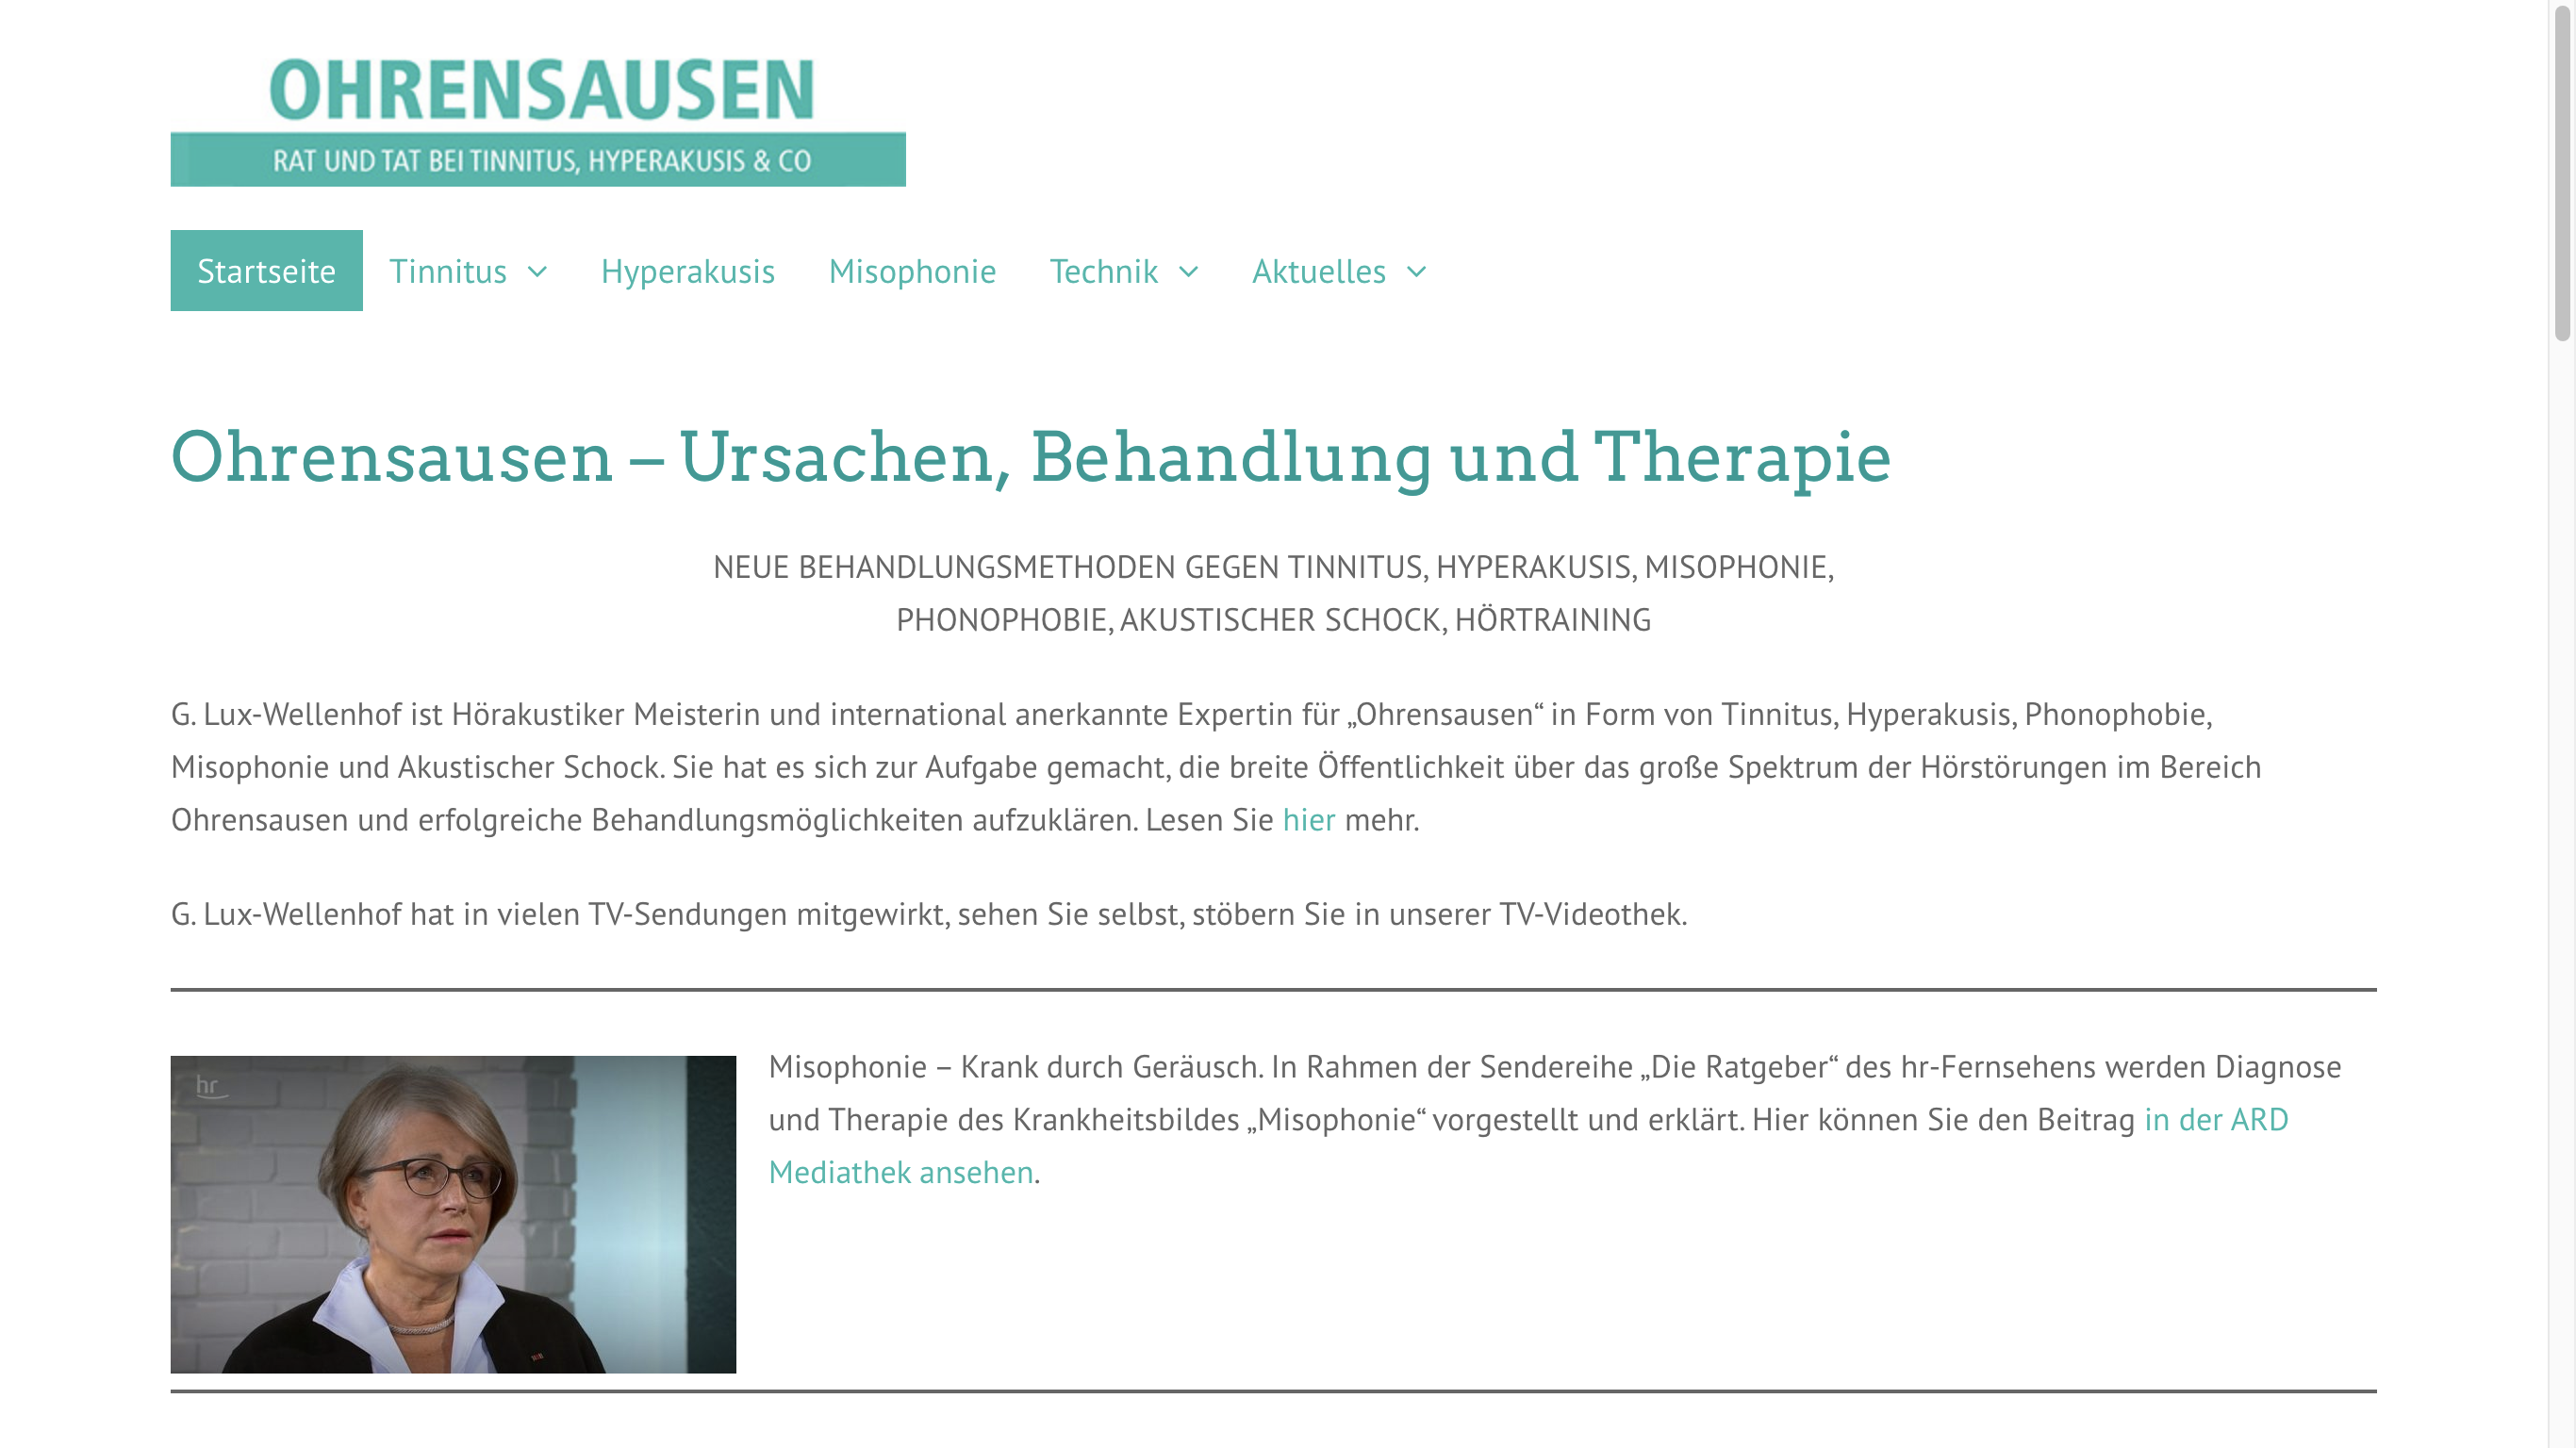 OHRENSAUSEN
RAT UND TAT BEI TINNITUS, HYPERAKUSIS & CO
Startseite
Tinnitus
Hyperakusis
Misophonie
Technik
Aktuelles
Ohrensausen – Ursachen, Behandlung und Therapie
NEUE BEHANDLUNGSMETHODEN GEGEN TINNITUS, HYPERAKUSIS, MISOPHONIE,
PHONOPHOBIE, AKUSTISCHER SCHOCK, HÖRTRAINING
G. Lux-Wellenhof ist Hörakustiker Meisterin und international anerkannte Expertin für „Ohrensausen“ in Form von Tinnitus, Hyperakusis, Phonophobie,
Misophonie und Akustischer Schock. Sie hat es sich zur Aufgabe gemacht, die breite Öffentlichkeit über das große Spektrum der Hörstörungen im Bereich
Ohrensausen und erfolgreiche Behandlungsmöglichkeiten aufzuklären. Lesen Sie hier mehr.
G. Lux-Wellenhof hat in vielen TV-Sendungen mitgewirkt, sehen Sie selbst, stöbern Sie in unserer TV-Videothek.
hr
Misophonie – Krank durch Geräusch. In Rahmen der Sendereihe „Die Ratgeber“ des hr-Fernsehens werden Diagnose
und Therapie des Krankheitsbildes „Misophonie“ vorgestellt und erklärt. Hier können Sie den Beitrag in der ARD
Mediathek ansehen.